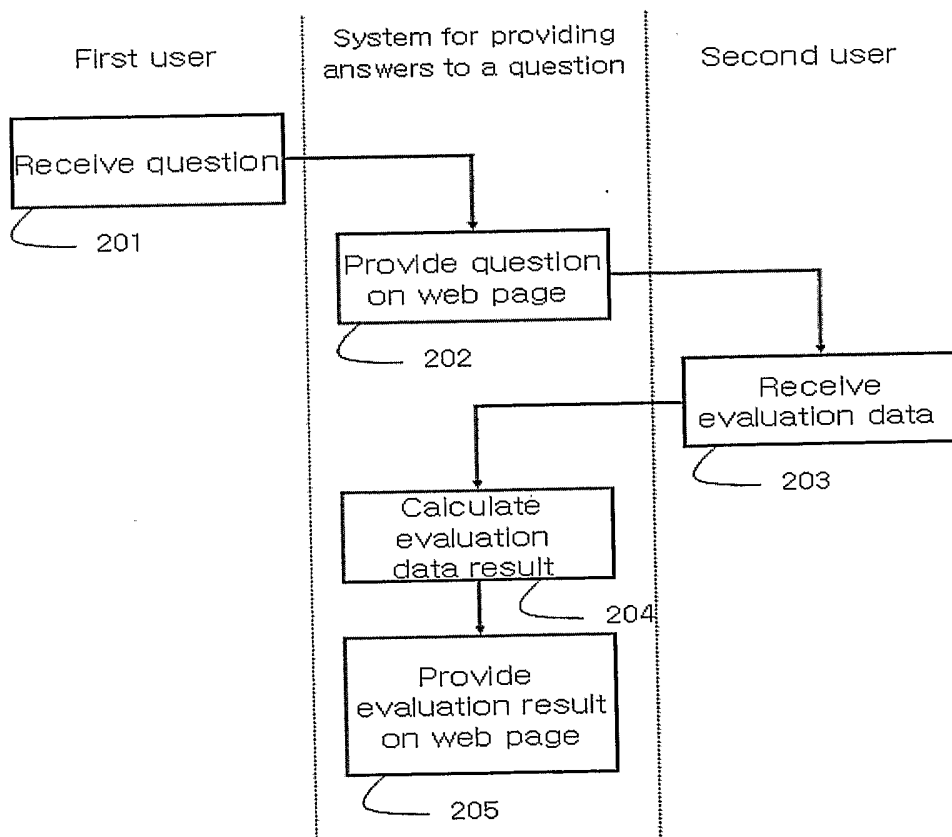 First user
System for providing
answers to a question
Second user
Receive question
201
Provide question
on web page
202
Receive
evaluation data
203
Calculate
evaluation
data result
204
Provide
evaluation result
on web page
205